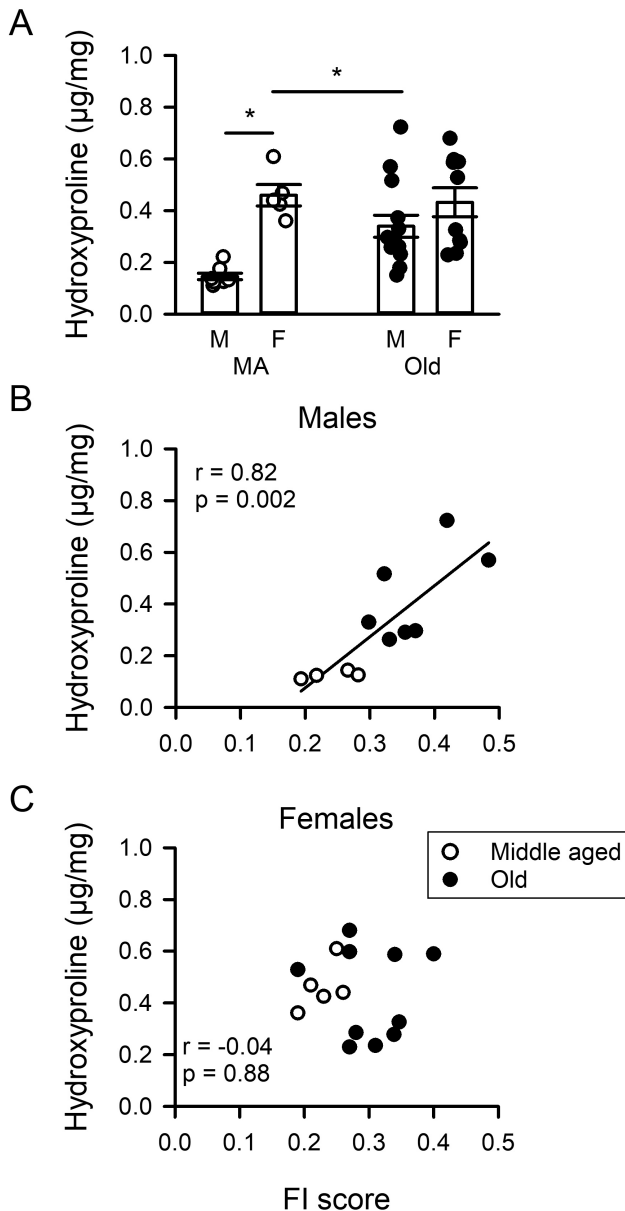 A
Hydroxyproline (µg/mg)
1.0
0.8
0.6
0.4
0.2
0.0
*
*
M F M F
MA Old
B
Males
Hydroxyproline (µg/mg)
1.0
0.8
0.6
0.4
0.2
0.0
r = 0.82
p = 0.002
0.0 0.1 0.2 0.3 0.4 0.5
C
Females
Middle aged
Old
Hydroxyproline (µg/mg)
1.0
0.8
0.6
0.4
0.2
0.0
r = -0.04
p = 0.88
0.0 0.1 0.2 0.3 0.4 0.5
FI score